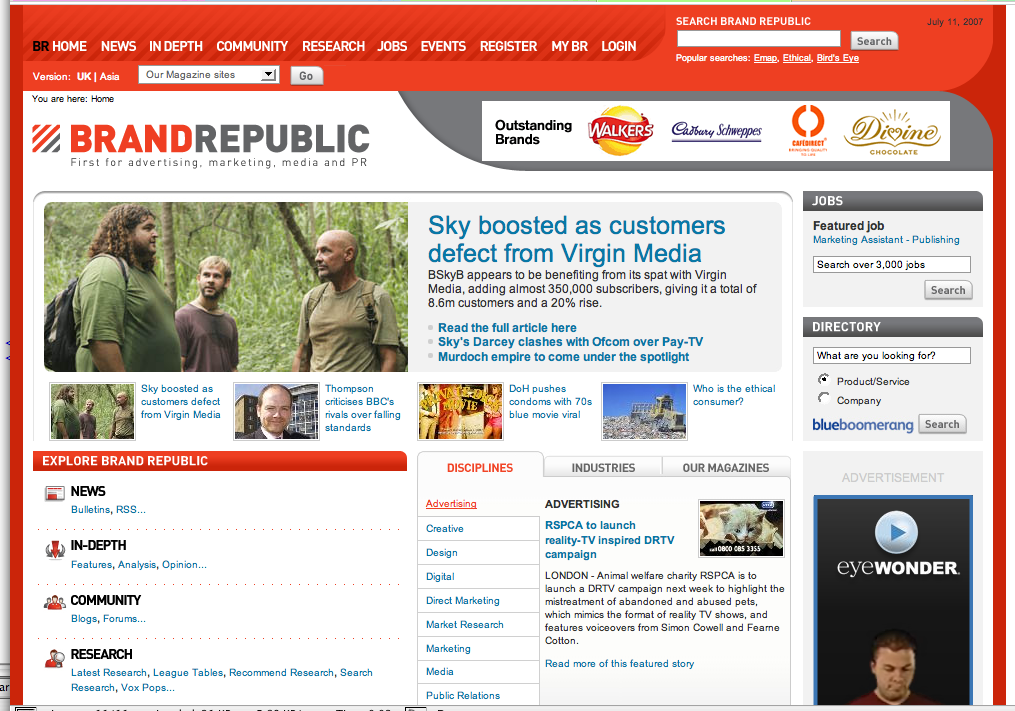 SEARCH BRAND REPUBLIC
July 11, 2007
BR HOME NEWS IN DEPTH COMMUNITY RESEARCH JOBS EVENTS REGISTER MY BR LOGIN
Search
Popular searches: Emap, Ethical, Bird's Eye
Version: UK | Asia
Our Magazine sites
Go
You are here: Home
BRANDREPUBLIC
First for advertising, marketing, media and PR
Outstanding
Brands
WALKERS
Cadbury Schweppes
CAFÉDIRECT
BRINGING QUALITY
TO LIFE
Divine
CHOCOLATE
Sky boosted as customers
defect from Virgin Media
BSkyB appears to be benefiting from its spat with Virgin
Media, adding almost 350,000 subscribers, giving it a total of
8.6m customers and a 20% rise.
Read the full article here
Sky's Darcey clashes with Ofcom over Pay-TV
Murdoch empire to come under the spotlight
Sky boosted as
customers defect
from Virgin Media
Thompson
criticises BBC's
rivals over falling
standards
DoH pushes
condoms with 70s
blue movie viral
Who is the ethical
consumer?
JOBS
Featured job
Marketing Assistant - Publishing
Search over 3,000 jobs
Search
DIRECTORY
What are you looking for?
Product/Service
Company
blueboomerang
Search
EXPLORE BRAND REPUBLIC
NEWS
Bulletins, RSS...
IN-DEPTH
Features, Analysis, Opinion...
COMMUNITY
Blogs, Forums...
RESEARCH
Latest Research, League Tables, Recommend Research, Search
Research, Vox Pops...
DISCIPLINES
INDUSTRIES
OUR MAGAZINES
Advertising
Creative
Design
Digital
Direct Marketing
Market Research
Marketing
Media
Public Relations
ADVERTISING
RSPCA to launch
reality-TV inspired DRTV
campaign
call 0800 085 3355
LONDON - Animal welfare charity RSPCA is to
launch a DRTV campaign next week to highlight the
mistreatment of abandoned and abused pets,
which mimics the format of reality TV shows, and
features voiceovers from Simon Cowell and Fearne
Cotton.
Read more of this featured story
ADVERTISEMENT
eyeWONDER.